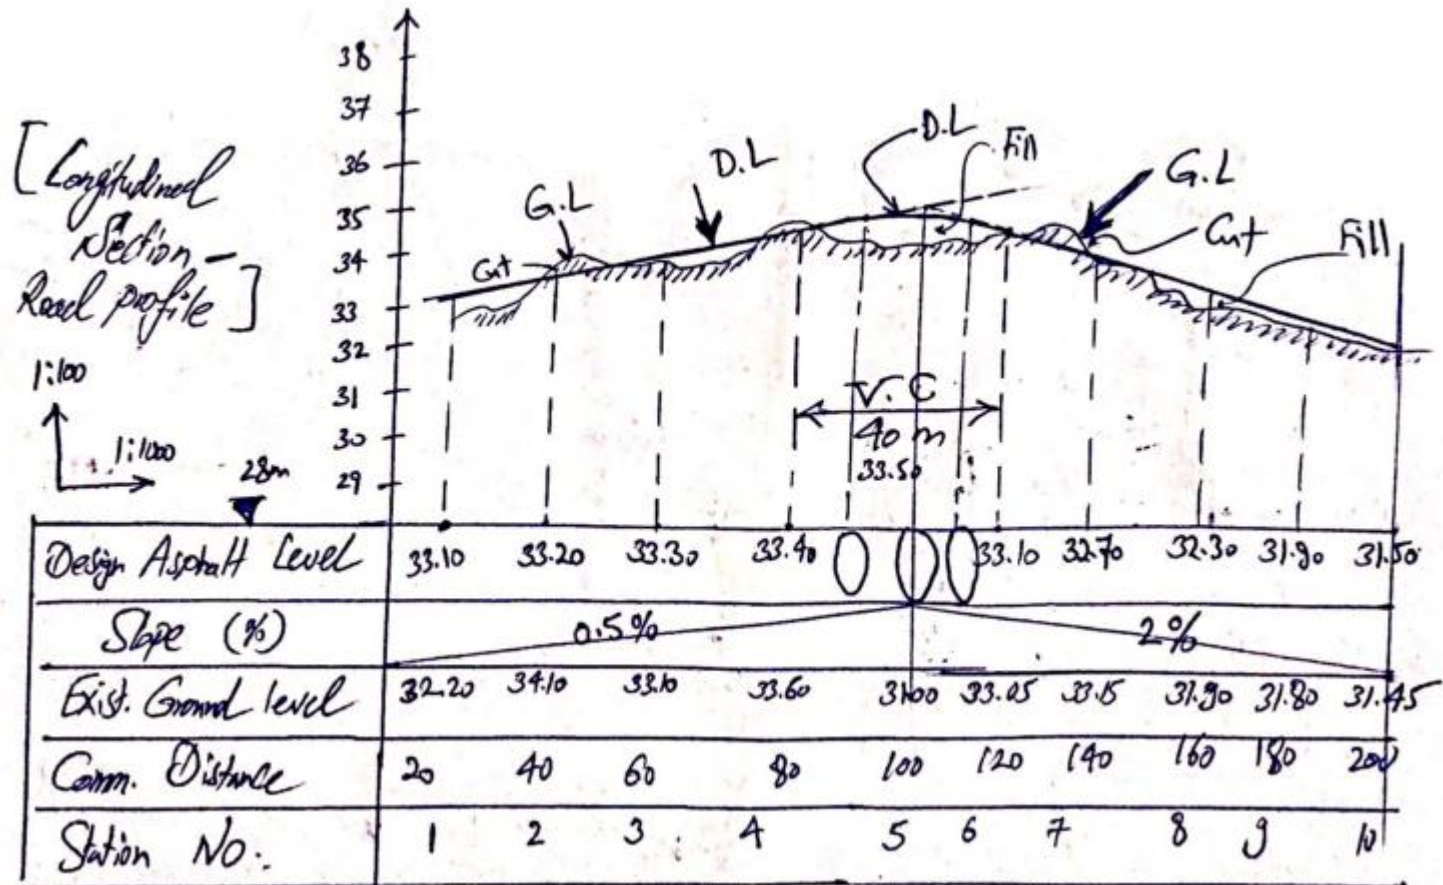 [Longitudinal
Section -
Road profile]
1:100
1:1000
28m
38
37
36
35
34
33
32
31
30
29
G.L
D.L
D.L
Fill
G.L
Cut
Cut
Fill
V.C
40 m
33.50
Design Asphalt Level 33.10 33.20 33.30 33.40 33.10 32.70 32.30 31.90 31.50
Slope (%) 0.5% 2%
Exist. Ground level 32.20 34.10 33.10 33.60 31.00 33.05 33.15 31.90 31.80 31.45
Comm. Distance 20 40 60 80 100 120 140 160 180 200
Station No. 1 2 3 4 5 6 7 8 9 10